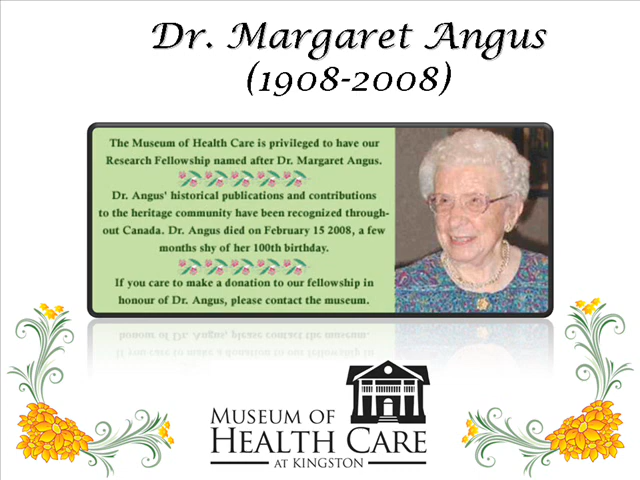 Dr. Margaret Angus
(1908-2008)
The Museum of Health Care is privileged to have our
Research Fellowship named after Dr. Margaret Angus.
Dr. Angus' historical publications and contributions
to the heritage community have been recognized through-
out Canada. Dr. Angus died on February 15 2008, a few
months shy of her 100th birthday.
If you care to make a donation to our fellowship in
honour of Dr. Angus, please contact the museum.
MUSEUM OF
HEALTH CARE
AT KINGSTON